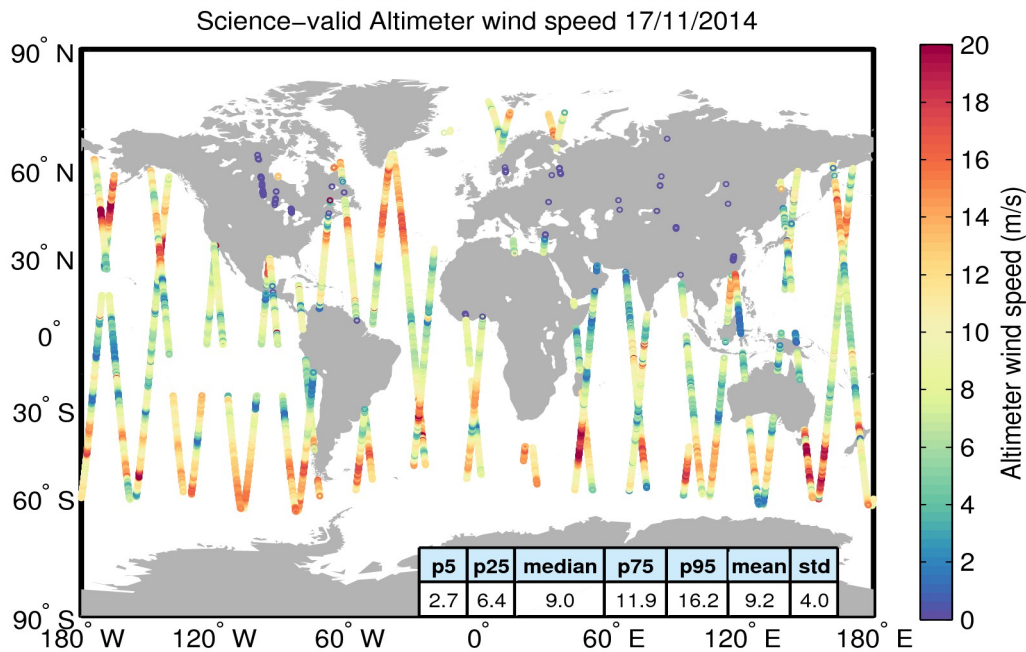 Science−valid Altimeter wind speed 17/11/2014
90° N
60° N
30° N
0°
30° S
60° S
90° S
180° W
120° W
60° W
0°
60° E
120° E
180° E
p5 p25 median p75 p95 mean std
2.7 6.4 9.0 11.9 16.2 9.2 4.0
20
18
16
14
12
10
8
6
4
2
0
Altimeter wind speed (m/s)